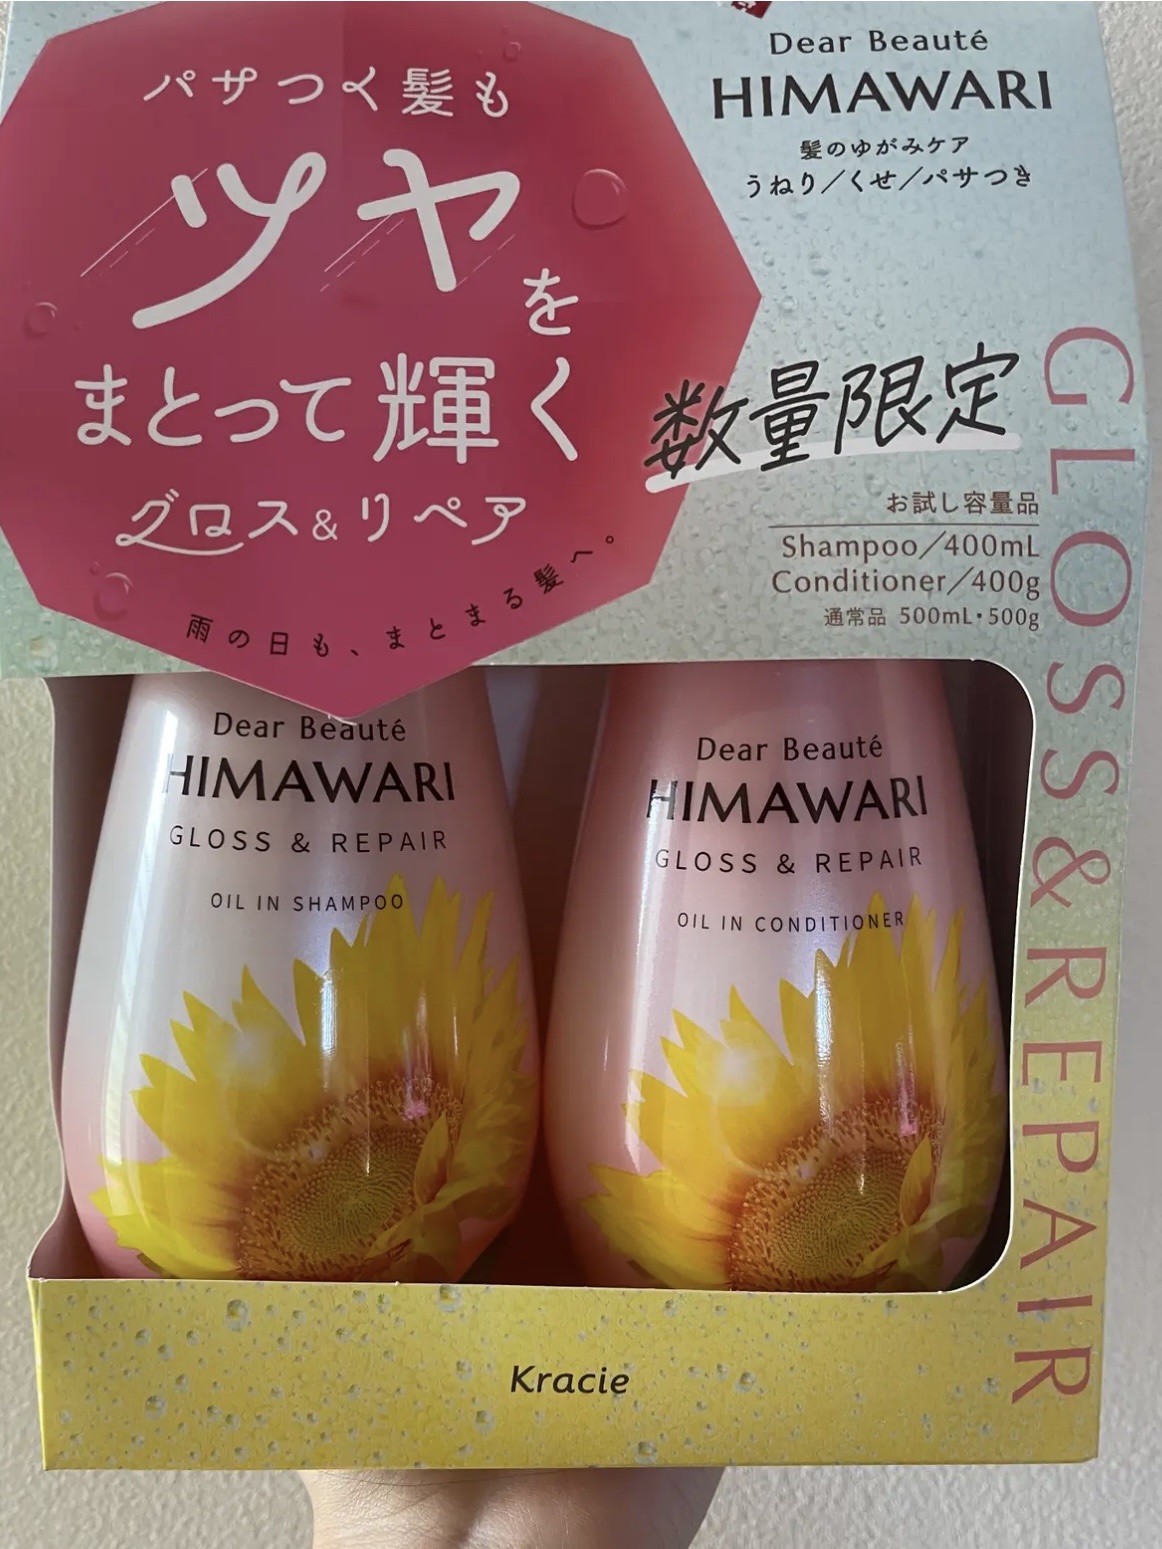 パサつく髪も
ツヤを
まとって輝く
グロス&リペア
雨の日も、まとまる髪へ。
Dear Beauté
HIMAWARI
髪のゆがみケア
うねり/くせ/パサつき
数量限定
お試し容量品
Shampoo/400mL
Conditioner/400g
通常品 500mL・500g
GLOSS&REPAIR
Dear Beauté
HIMAWARI
GLOSS & REPAIR
OIL IN SHAMPOO
Dear Beauté
HIMAWARI
GLOSS & REPAIR
OIL IN CONDITIONER
Kracie